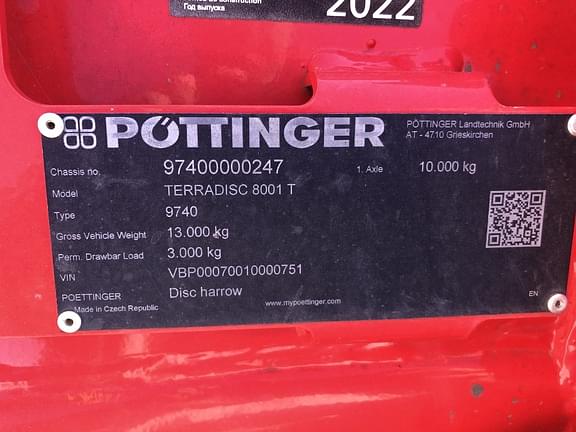 2022
Год выпуска
PÖTTINGER
PÖTTINGER Landtechnik GmbH
AT - 4710 Grieskirchen
Chassis no. 97400000247 1. Axle 10.000 kg
Model TERRADISC 8001 T
Type 9740
Gross Vehicle Weight 13.000 kg
Perm. Drawbar Load 3.000 kg
VIN VBP00070010000751
POETTINGER Disc harrow
Made in Czech Republic www.mypoettinger.com EN